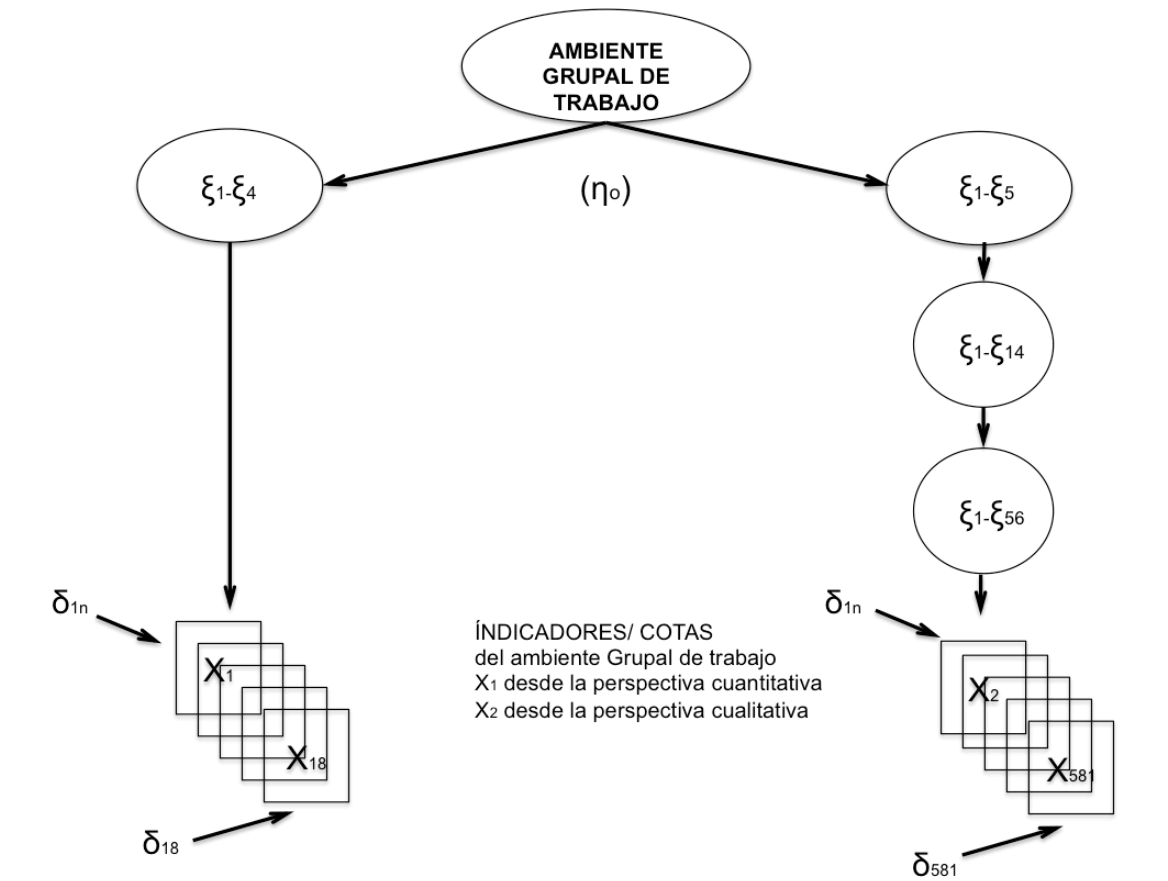 AMBIENTE
GRUPAL DE
TRABAJO
ξ1-ξ4
(ηo)
ξ1-ξ5
ξ1-ξ14
ξ1-ξ56
δ1n
X1
X18
δ18
ÍNDICADORES/ COTAS
del ambiente Grupal de trabajo
X1 desde la perspectiva cuantitativa
X2 desde la perspectiva cualitativa
δ1n
X2
X581
δ581